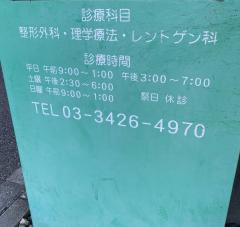 診療科目
整形外科・理学療法・レントゲン科
診療時間
平日 午前9:00～1:00 午後3:00～7:00
土曜 午後2:30～6:00
日曜 午前9:00～1:00 祭日 休診
TEL 03-3426-4970